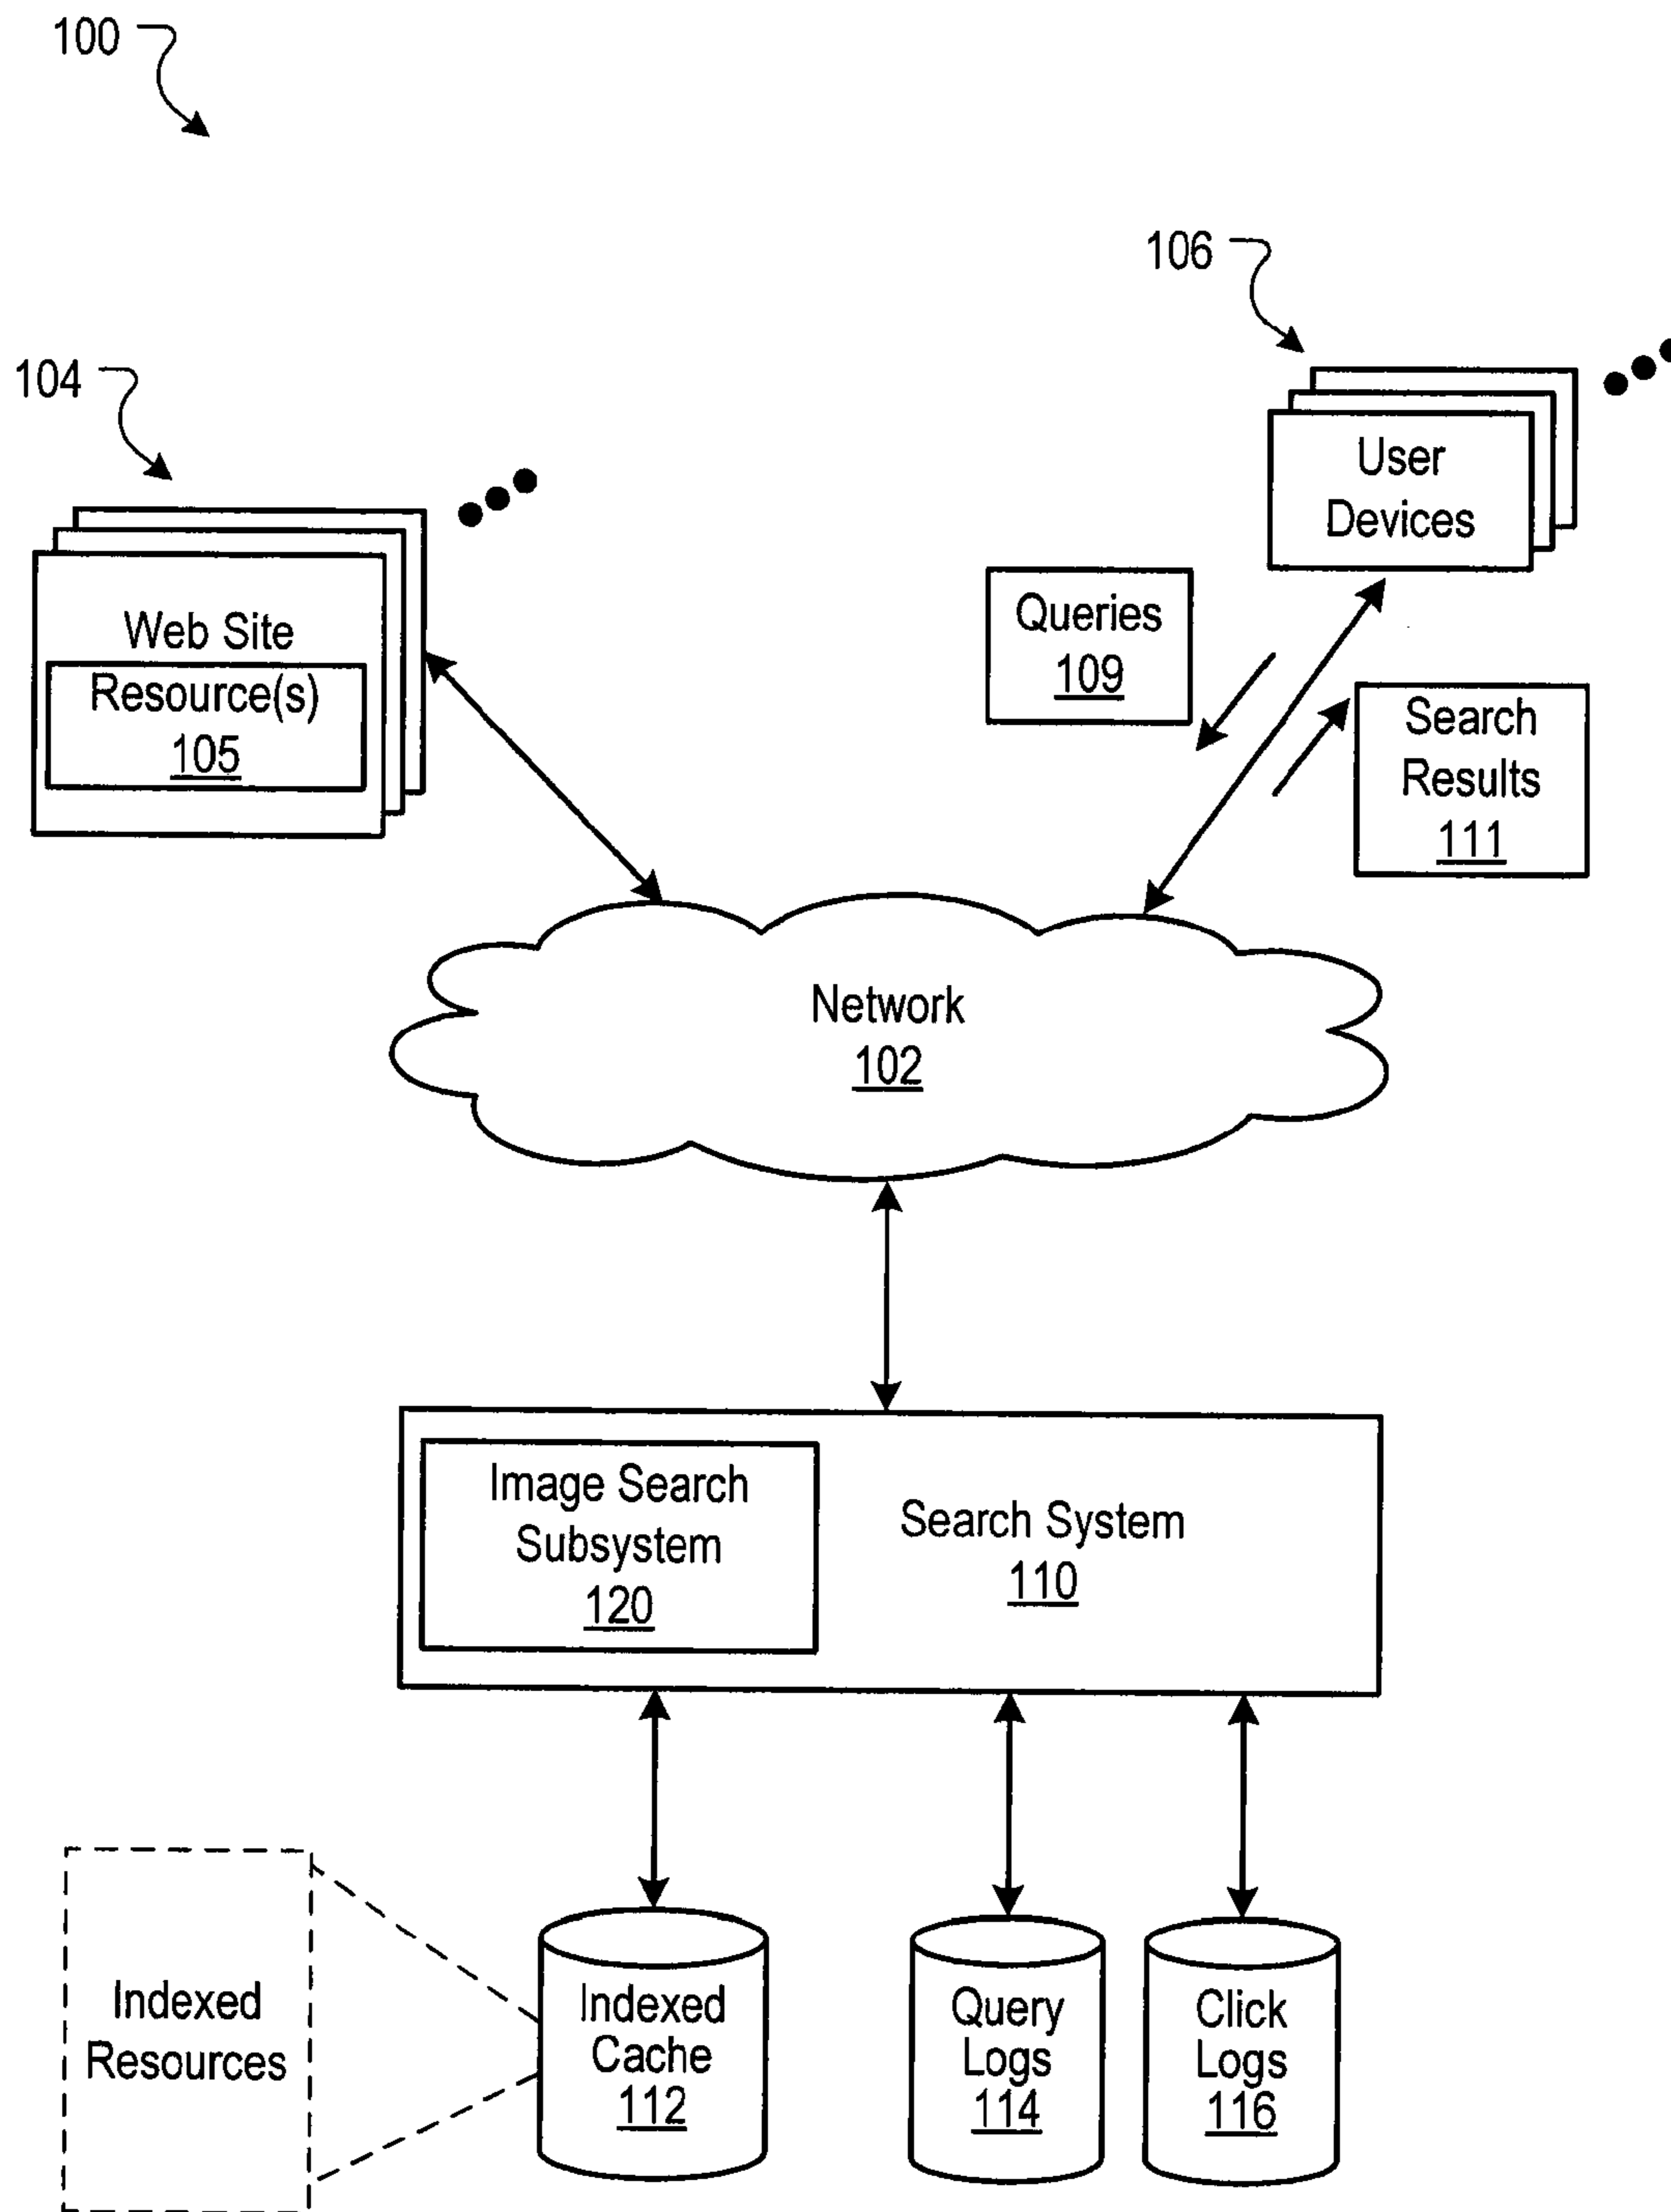 100
106
104
User
Devices
Queries
109
Web Site
Resource(s)
105
Search
Results
111
Network
102
Image Search
Subsystem
120
Search System
110
Indexed
Resources
Indexed
Cache
112
Query
Logs
114
Click
Logs
116